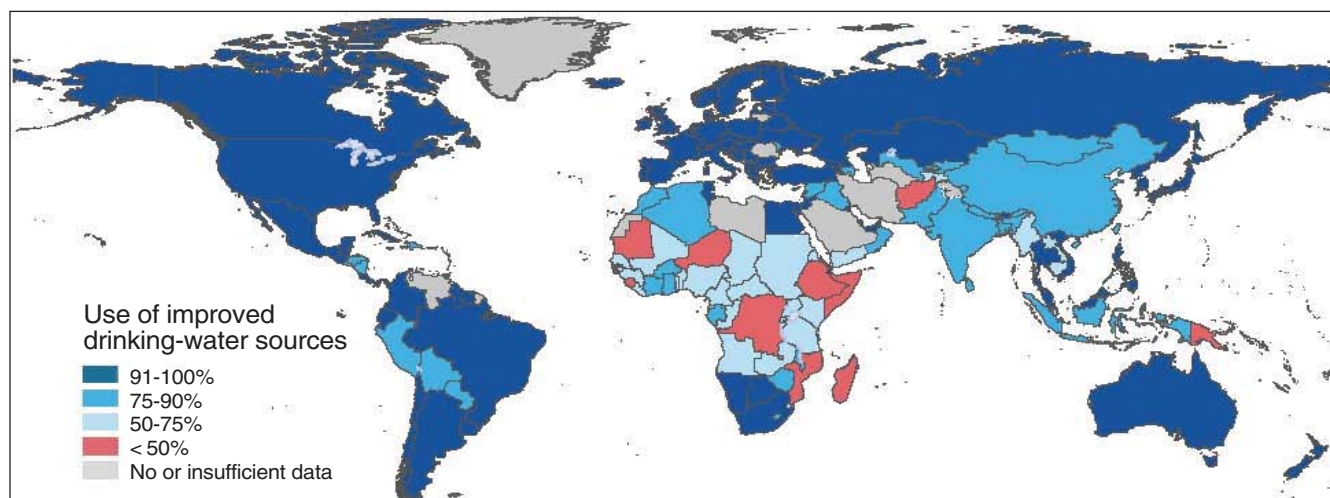 Use of improved
drinking-water sources
91-100%
75-90%
50-75%
< 50%
No or insufficient data